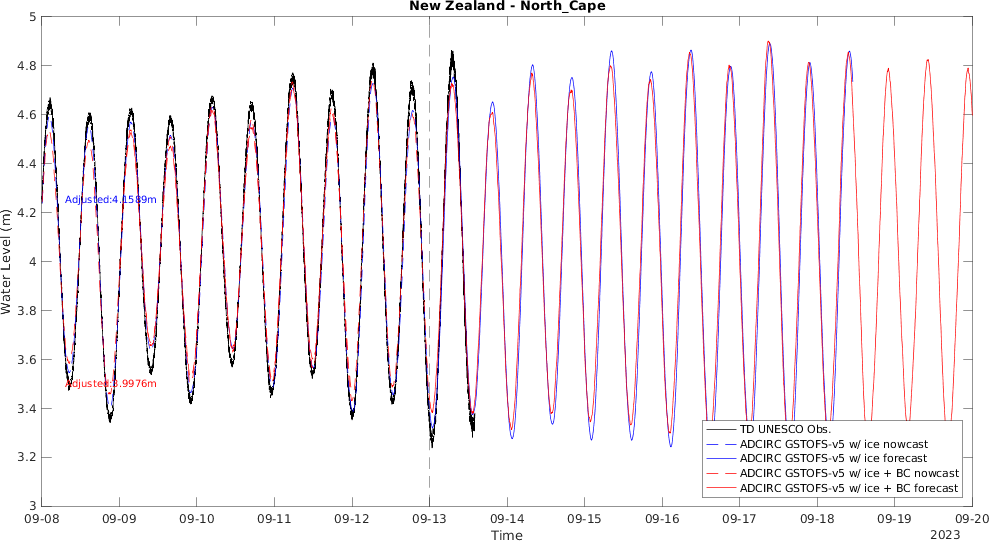 New Zealand - North_Cape
Water Level (m)
5
4.8
4.6
4.4
4.2
4
3.8
3.6
3.4
3.2
3
Adjusted:4.1589m
Adjusted:3.9976m
TD UNESCO Obs.
ADCIRC GSTOFS-v5 w/ ice nowcast
ADCIRC GSTOFS-v5 w/ ice forecast
ADCIRC GSTOFS-v5 w/ ice + BC nowcast
ADCIRC GSTOFS-v5 w/ ice + BC forecast
09-08 09-09 09-10 09-11 09-12 09-13 09-14 09-15 09-16 09-17 09-18 09-19 09-20
Time
2023